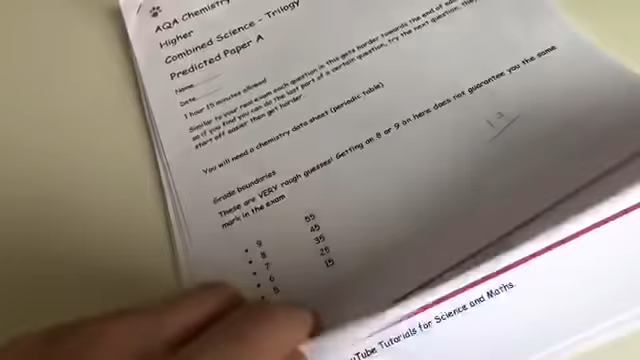 AQA Chemistry
Higher
Combined Science - Trilogy
Predicted Paper A
Name
Date
1 hour 15 minutes allowed
Similar to your real exam each question in this gets harder towards the end of
so if you find you can do the last part of a certain question, try the next question, they
start off easier then get harder
You will need a chemistry data sheet (periodic table)
Grade boundaries
These are VERY rough guesses! Getting an 8 or 9 on here does not guarantee you the same
mark in the exam
• 9 55
• 8 45
• 7 35
• 6 25
• 5 15
Tube Tutorials for Science and Maths.